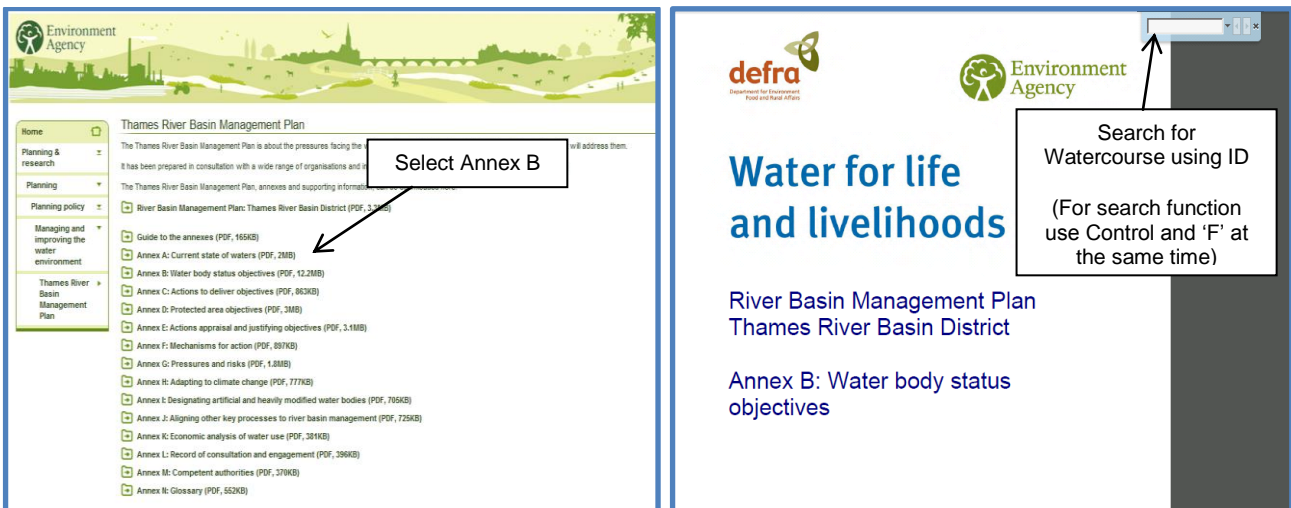 Environment
Agency
Home
Planning &
research
Planning
Planning policy
Managing and
improving the
water
environment
Thames River
Basin
Management
Plan
Thames River Basin Management Plan
The Thames River Basin Management Plan is about the pressures facing the w
will address them.
It has been prepared in consultation with a wide range of organisations and in
The Thames River Basin Management Plan, annexes and supporting information,
River Basin Management Plan: Thames River Basin District (PDF,
Guide to the annexes (PDF, 165KB)
Annex A: Current state of waters (PDF, 2MB)
Annex B: Water body status objectives (PDF, 12.2MB)
Annex C: Actions to deliver objectives (PDF, 863KB)
Annex D: Protected area objectives (PDF, 3MB)
Annex E: Actions appraisal and justifying objectives (PDF, 3.1MB)
Annex F: Mechanisms for action (PDF, 897KB)
Annex G: Pressures and risks (PDF, 1.8MB)
Annex H: Adapting to climate change (PDF, 777KB)
Annex I: Designating artificial and heavily modified water bodies (PDF, 705KB)
Annex J: Aligning other key processes to river basin management (PDF, 725KB)
Annex K: Economic analysis of water use (PDF, 381KB)
Annex L: Record of consultation and engagement (PDF, 396KB)
Annex M: Competent authorities (PDF, 370KB)
Annex N: Glossary (PDF, 552KB)
Select Annex B
defra
Department for Environment
Food and Rural Affairs
Environment
Agency
Search for
Watercourse using ID
(For search function
use Control and 'F' at
the same time)
Water for life
and livelihoods
River Basin Management Plan
Thames River Basin District
Annex B: Water body status
objectives